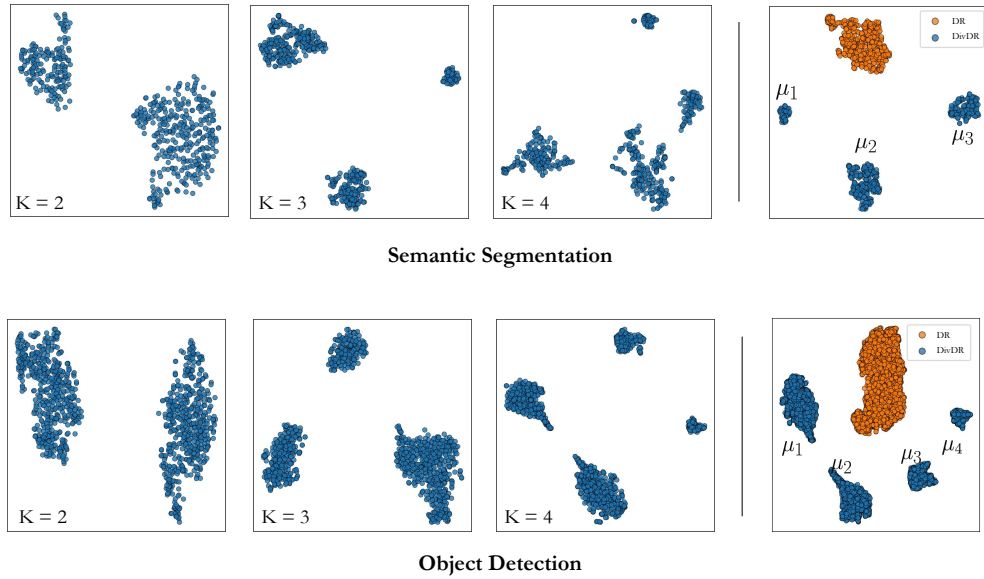 DR
DivDR
μ1
μ2
μ3
K = 2
K = 3
K = 4
Semantic Segmentation
DR
DivDR
μ1
μ2
μ3
μ4
K = 2
K = 3
K = 4
Object Detection